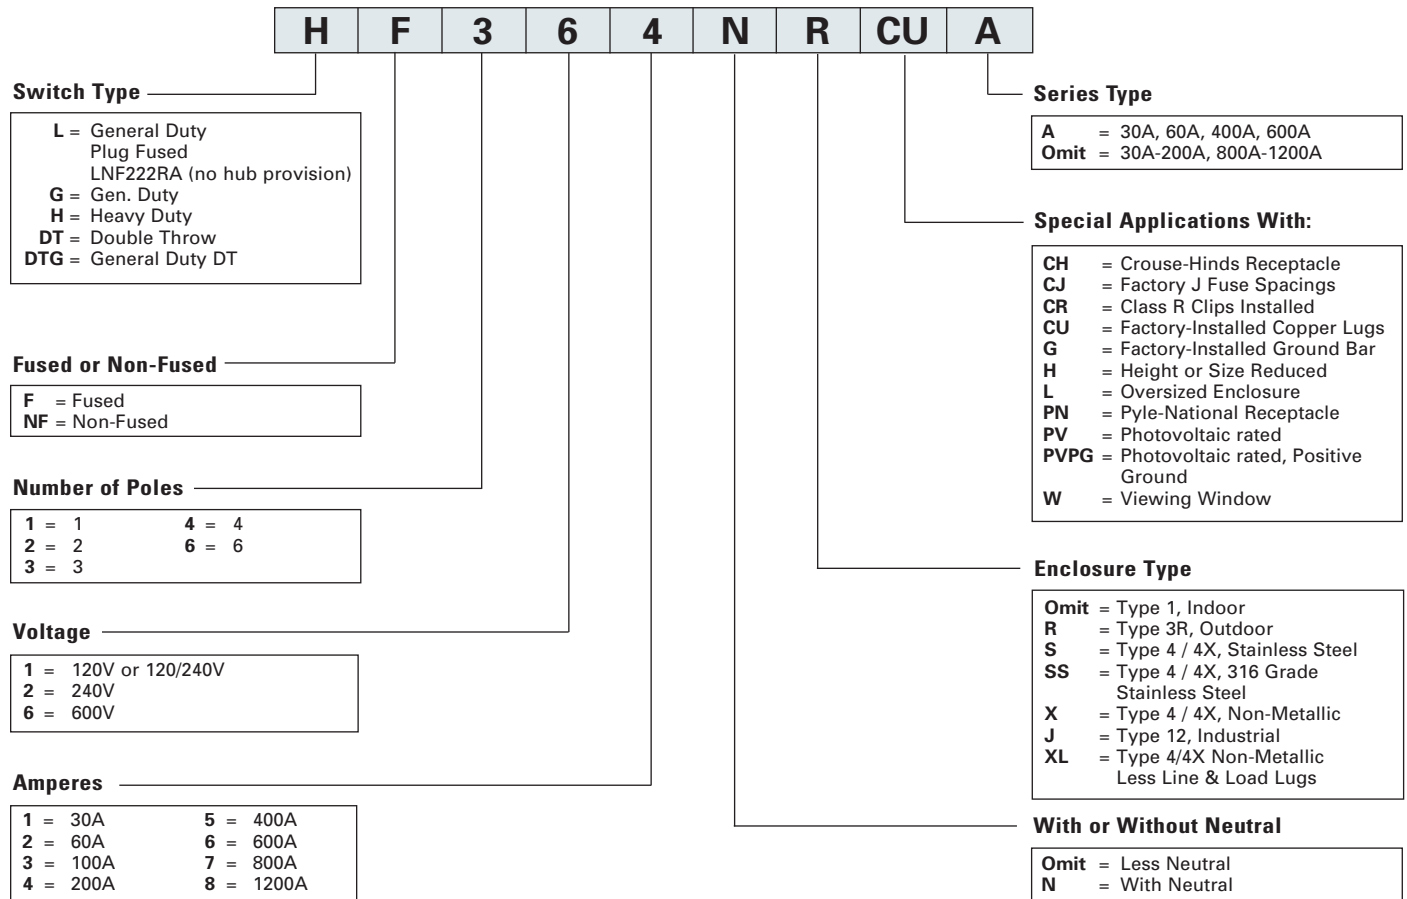 H F 3 6 4 N R CU A
Switch Type
L = General Duty
Plug Fused
LNF222RA (no hub provision)
G = Gen. Duty
H = Heavy Duty
DT = Double Throw
DTG = General Duty DT
Fused or Non-Fused
F = Fused
NF = Non-Fused
Number of Poles
1 = 1 4 = 4
2 = 2 6 = 6
3 = 3
Voltage
1 = 120V or 120/240V
2 = 240V
6 = 600V
Amperes
1 = 30A 5 = 400A
2 = 60A 6 = 600A
3 = 100A 7 = 800A
4 = 200A 8 = 1200A
Series Type
A = 30A, 60A, 400A, 600A
Omit = 30A-200A, 800A-1200A
Special Applications With:
CH = Crouse-Hinds Receptacle
CJ = Factory J Fuse Spacings
CR = Class R Clips Installed
CU = Factory-Installed Copper Lugs
G = Factory-Installed Ground Bar
H = Height or Size Reduced
L = Oversized Enclosure
PN = Pyle-National Receptacle
PV = Photovoltaic rated
PVPG = Photovoltaic rated, Positive
Ground
W = Viewing Window
Enclosure Type
Omit = Type 1, Indoor
R = Type 3R, Outdoor
S = Type 4 / 4X, Stainless Steel
SS = Type 4 / 4X, 316 Grade
Stainless Steel
X = Type 4 / 4X, Non-Metallic
J = Type 12, Industrial
XL = Type 4/4X Non-Metallic
Less Line & Load Lugs
With or Without Neutral
Omit = Less Neutral
N = With Neutral